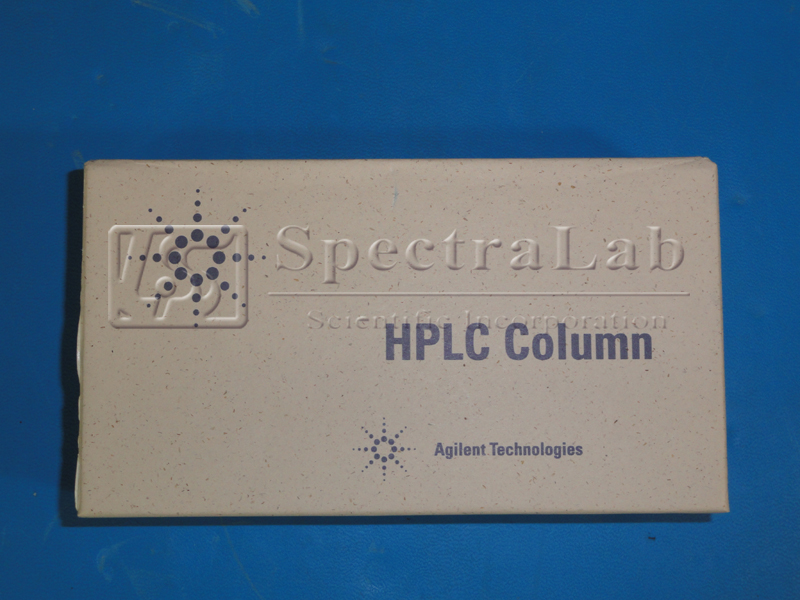 SpectraLab
Scientific Incorporation
HPLC Column
Agilent Technologies